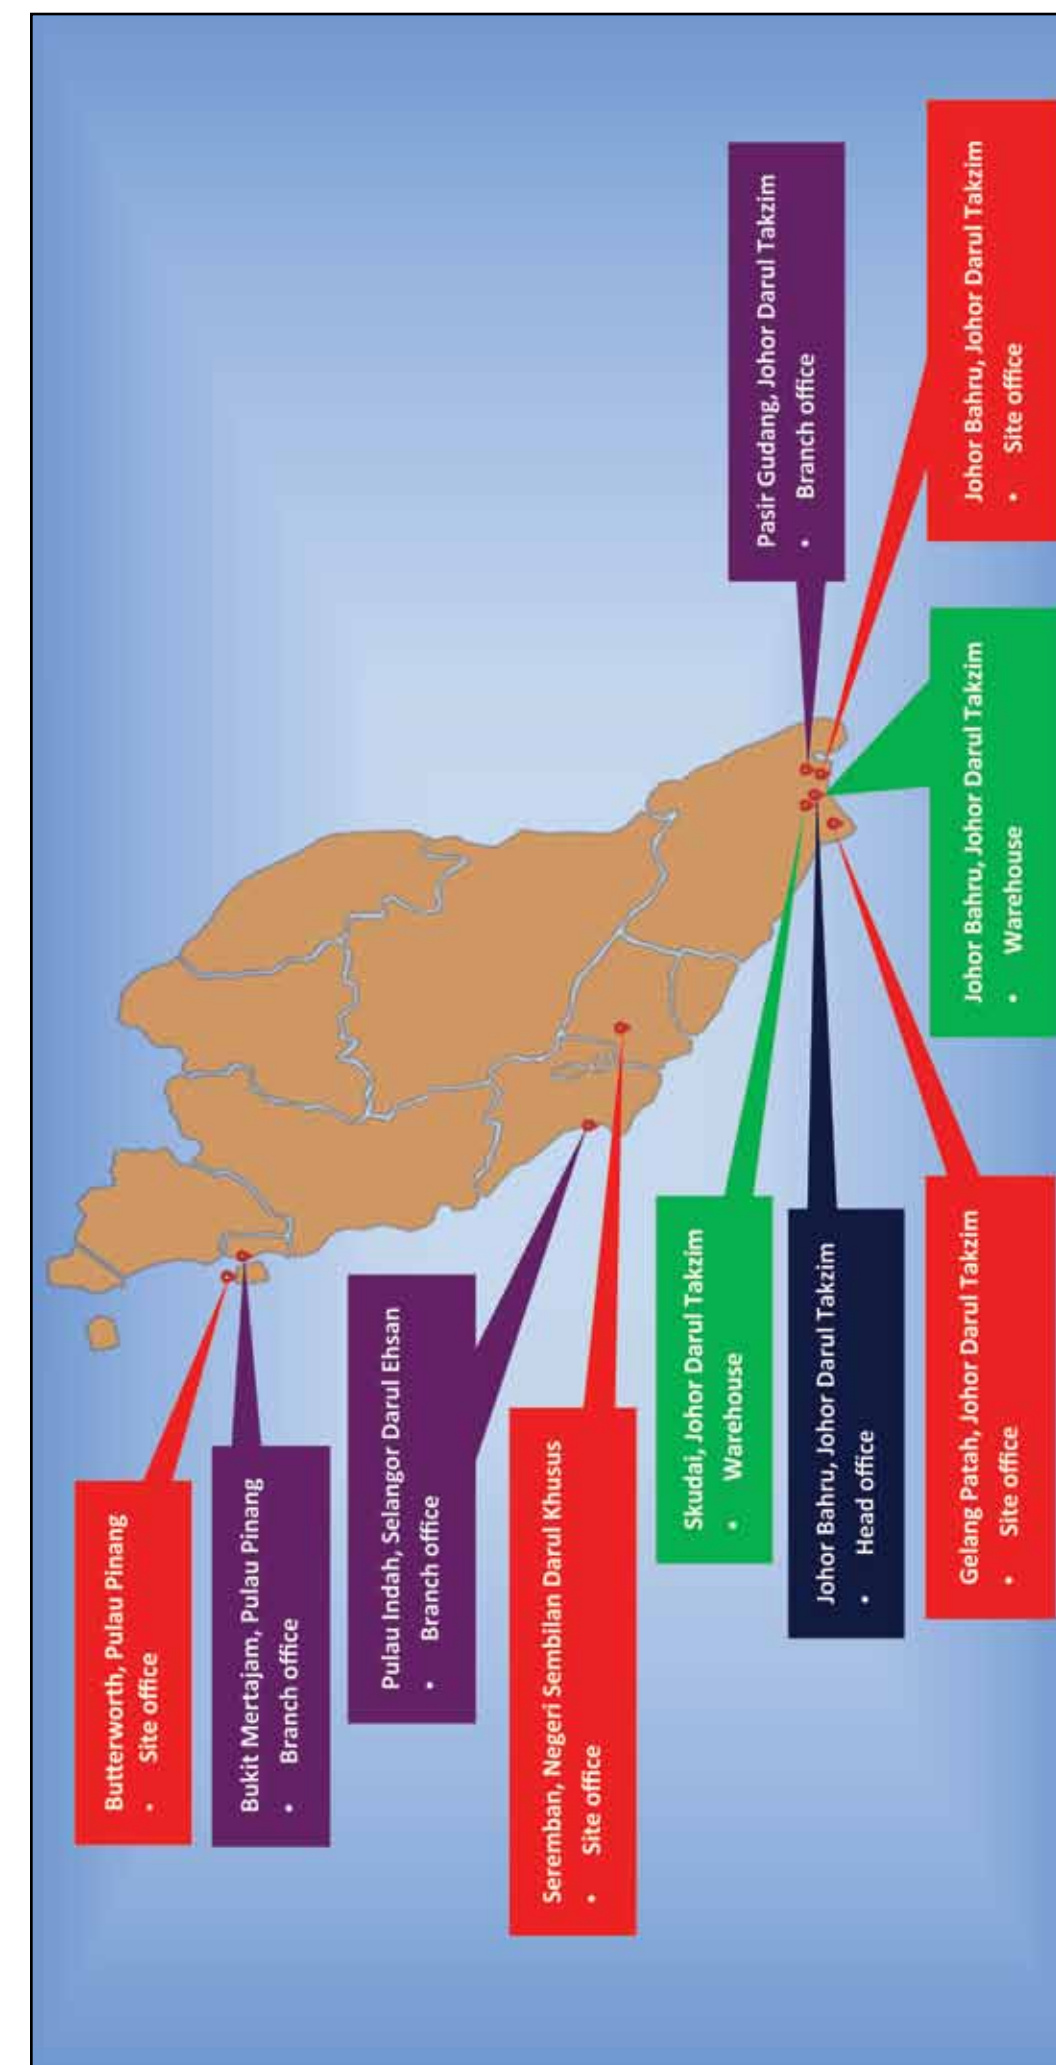 Butterworth, Pulau Pinang
• Site office
Bukit Mertajam, Pulau Pinang
• Branch office
Pulau Indah, Selangor Darul Ehsan
• Branch office
Seremban, Negeri Sembilan Darul Khusus
• Site office
Skudai, Johor Darul Takzim
• Warehouse
Johor Bahru, Johor Darul Takzim
• Head office
Gelang Patah, Johor Darul Takzim
• Site office
Johor Bahru, Johor Darul Takzim
• Warehouse
Pasir Gudang, Johor Darul Takzim
• Branch office
Johor Bahru, Johor Darul Takzim
• Site office